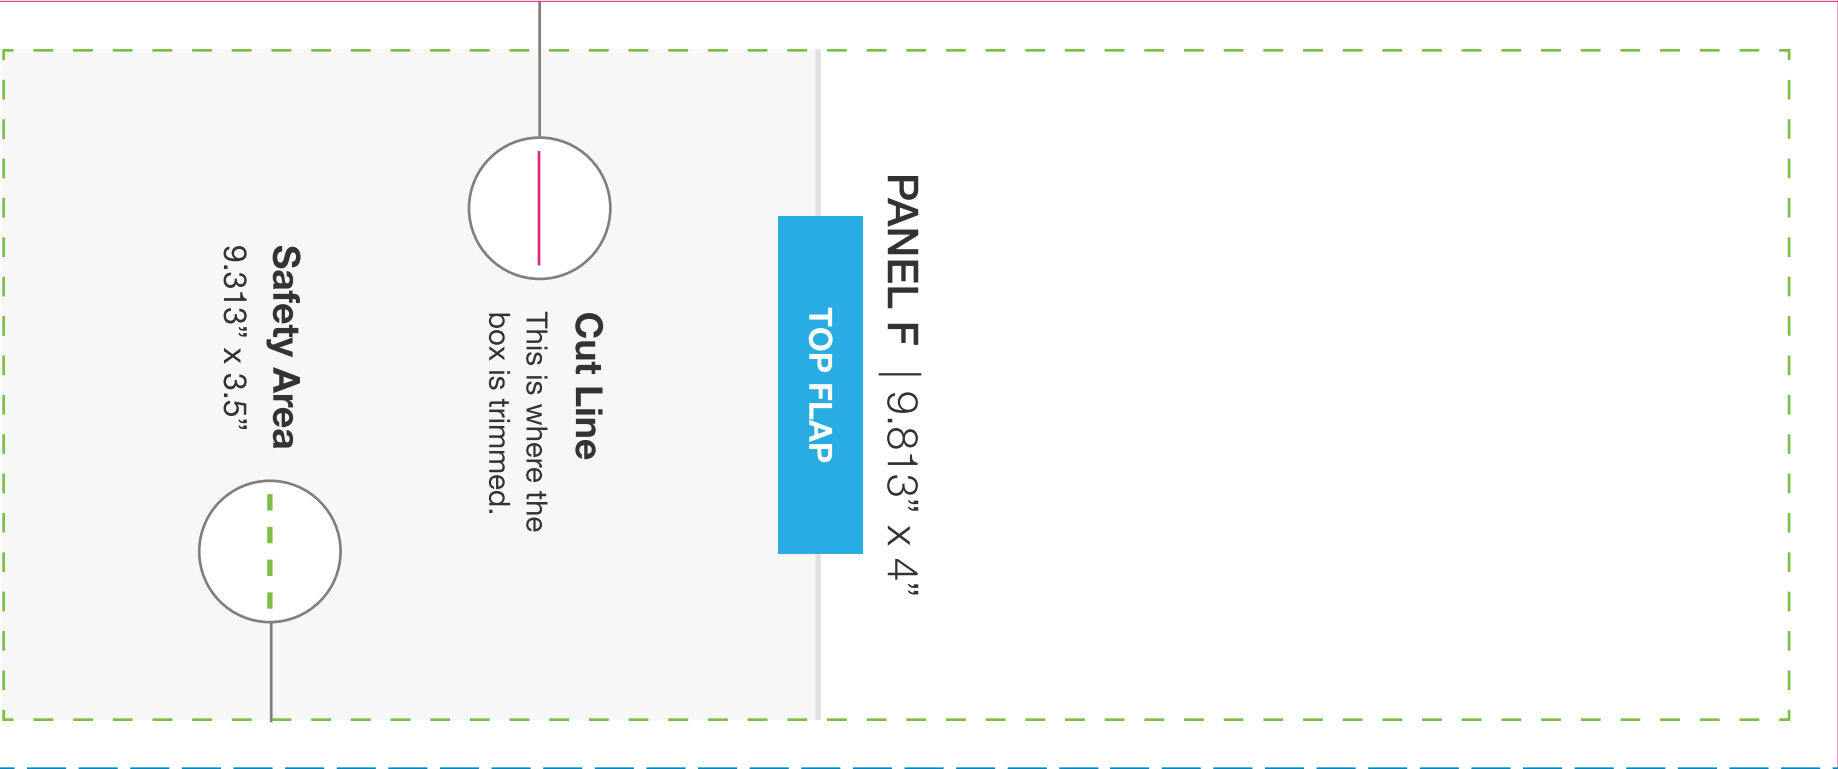 PANEL F | 9.813” x 4”
TOP FLAP
Cut Line
This is where the
box is trimmed.
Safety Area
9.313” x 3.5”